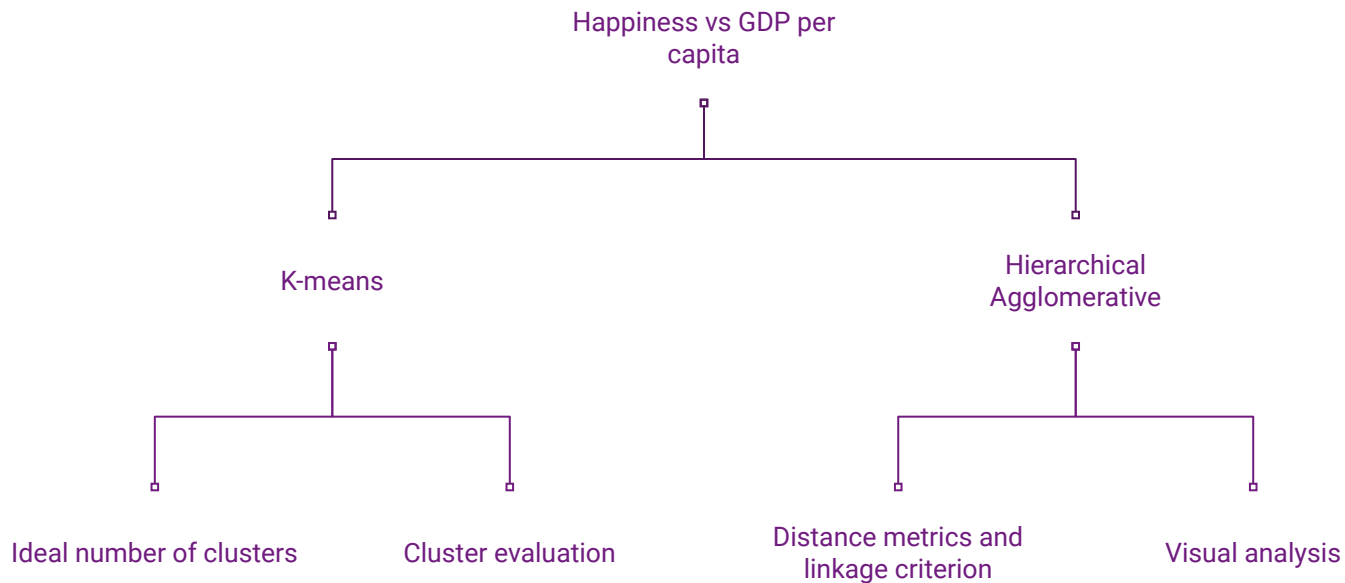 Happiness vs GDP per
capita
K-means
Hierarchical
Agglomerative
Ideal number of clusters
Cluster evaluation
Distance metrics and
linkage criterion
Visual analysis